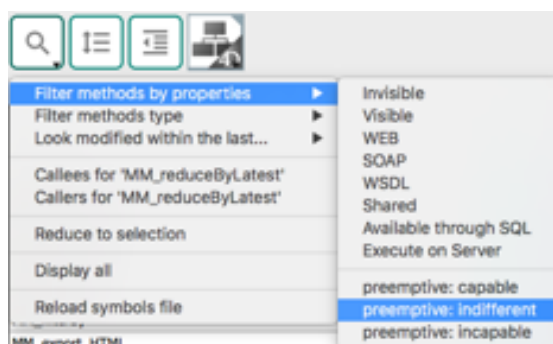 Filter methods by properties
Filter methods type
Look modified within the last...
Callees for 'MM_reduceByLatest'
Callers for 'MM_reduceByLatest'
Reduce to selection
Display all
Reload symbols file
MM_export_HTML
Invisible
Visible
WEB
SOAP
WSDL
Shared
Available through SQL
Execute on Server
preemptive: capable
preemptive: indifferent
preemptive: incapable